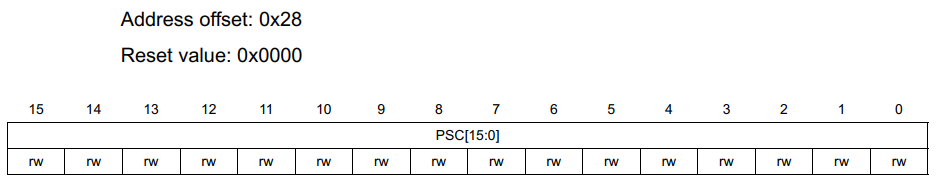 Address offset: 0x28
Reset value: 0x0000
15 14 13 12 11 10 9 8 7 6 5 4 3 2 1 0
PSC[15:0]
rw rw rw rw rw rw rw rw rw rw rw rw rw rw rw rw